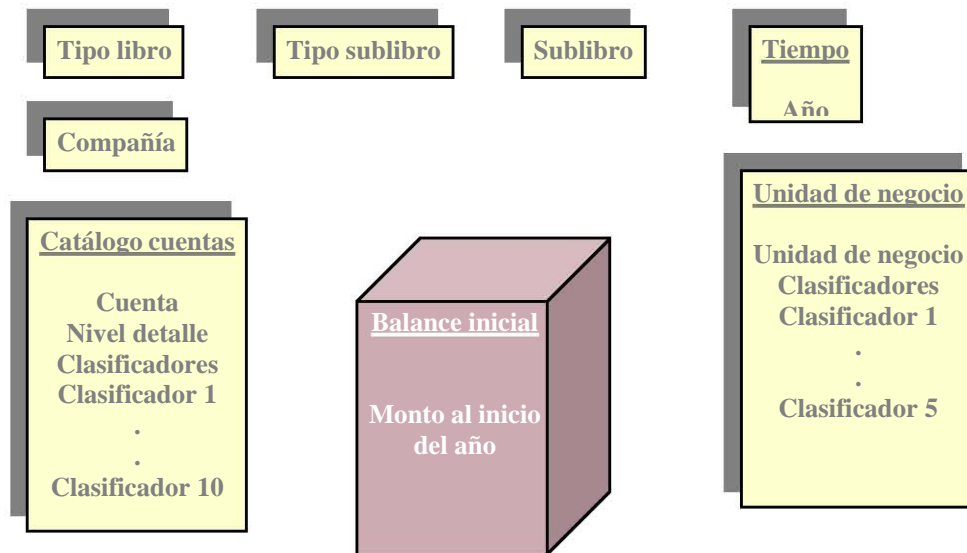 Tipo libro
Tipo sublibro
Sublibro
Tiempo
Año
Compañía
Catálogo cuentas
Cuenta
Nivel detalle
Clasificadores
Clasificador 1
.
.
Clasificador 10
Balance inicial
Monto al inicio
del año
Unidad de negocio
Unidad de negocio
Clasificadores
Clasificador 1
.
.
Clasificador 5